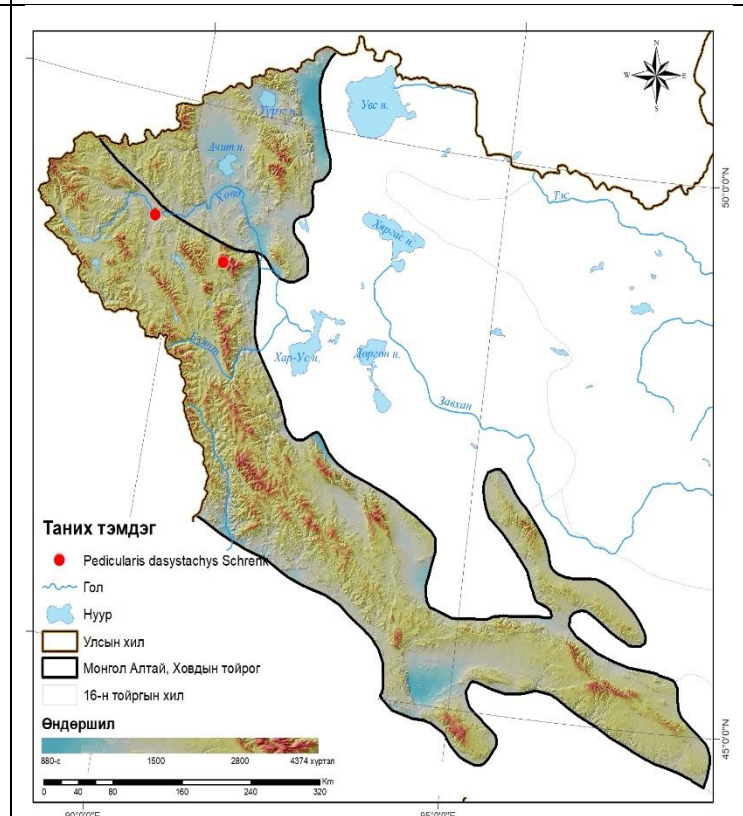 N
W E
S
Увс н.
Ачит н.
Ховд
50°0'0"N
Тэс
Хяргас н.
Хар-Ус н.
Дөргөн н.
Завхан
Таних тэмдэг
Pedicularis dasystachys Schrenk
Гол
Нуур
Улсын хил
Монгол Алтай, Ховдын тойрог
16-н тойргын хил
Өндөршил
880-с 1500 2800 4374 хүртэл
Km
0 40 80 160 240 320
45°0'0"N
90°0'0"E 95°0'0"E